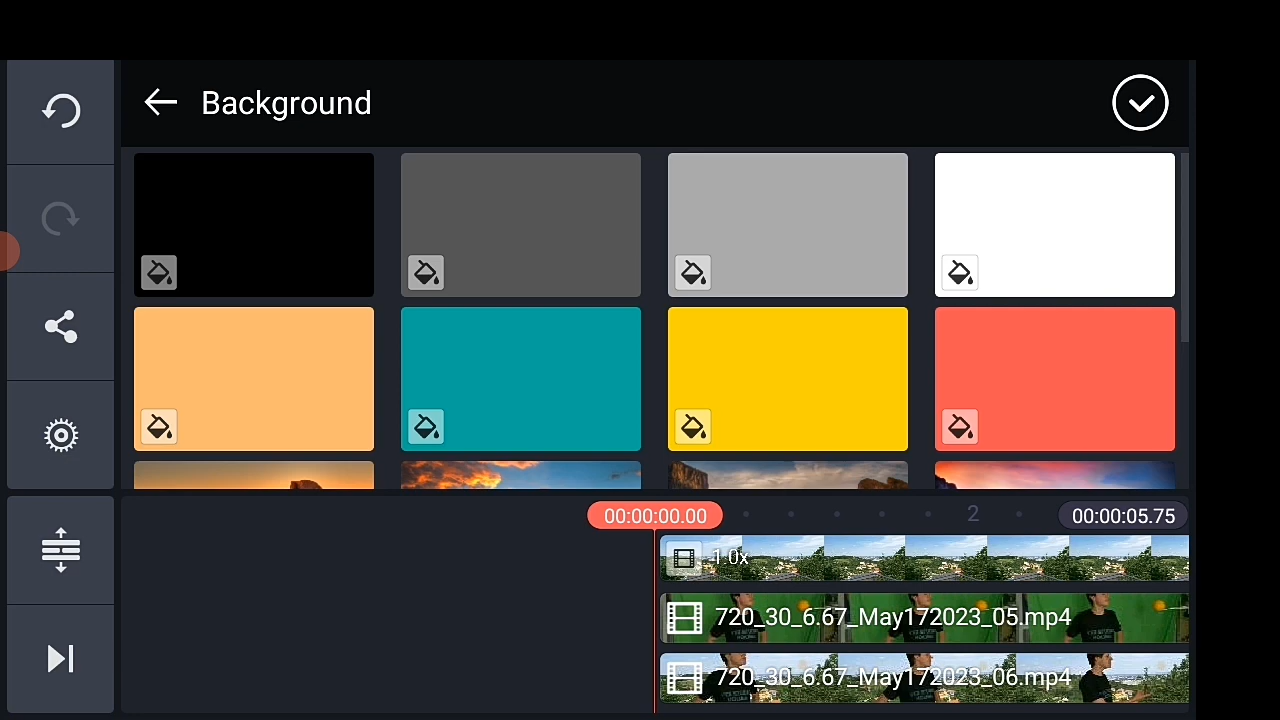 Background
00:00:00.00
2
00:00:05.75
1.0x
720_30_6.67_May172023_05.mp4
720_30_6.67_May172023_06.mp4